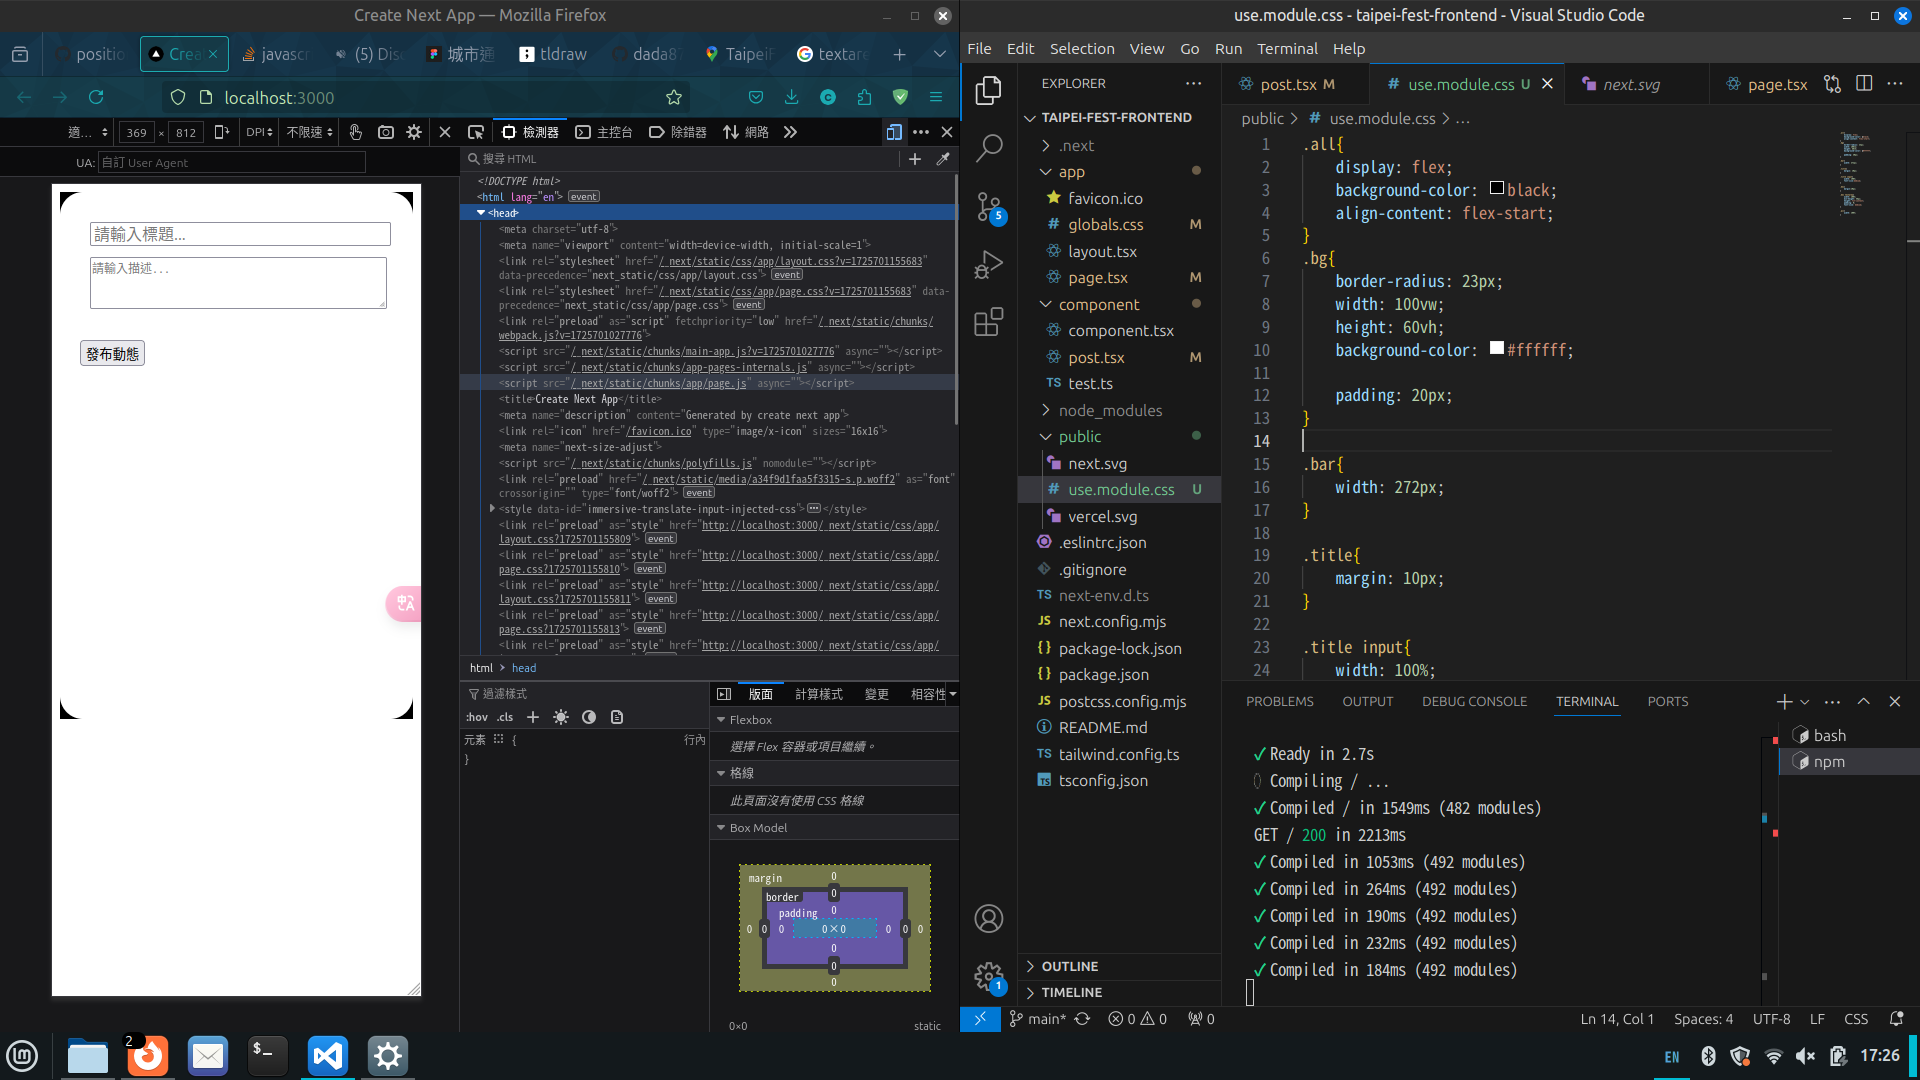 Create Next App — Mozilla Firefox
positio
Crea
javascr
(5) Dis
城市通
tldraw
dada87
TaipeiF
textare
localhost:3000
適…
369 × 812
DPI
不限速
檢測器
主控台
除錯器
網路
UA: 自訂 User Agent
搜尋 HTML
請輸入標題...
請輸入描述...
發布動態
<!DOCTYPE html>
<html lang="en"> event
<head>
<meta charset="utf-8">
<meta name="viewport" content="width=device-width, initial-scale=1">
<link rel="stylesheet" href="/_next/static/css/app/layout.css?v=1725701155683"
data-precedence="next_static/css/app/layout.css"> event
<link rel="stylesheet" href="/_next/static/css/app/page.css?v=1725701155683" data-
precedence="next_static/css/app/page.css"> event
<link rel="preload" as="script" fetchpriority="low" href="/_next/static/chunks/
webpack.js?v=1725701027776">
<script src="/_next/static/chunks/main-app.js?v=1725701027776" async=""></script>
<script src="/_next/static/chunks/app-pages-internals.js" async=""></script>
<script src="/_next/static/chunks/app/page.js" async=""></script>
<title>Create Next App</title>
<meta name="description" content="Generated by create next app">
<link rel="icon" href="/favicon.ico" type="image/x-icon" sizes="16x16">
<meta name="next-size-adjust">
<script src="/_next/static/chunks/polyfills.js" nomodule=""></script>
<link rel="preload" href="/_next/static/media/a34f9d1faa5f3315-s.p.woff2" as="font"
crossorigin="" type="font/woff2"> event
<style data-id="immersive-translate-input-injected-css"> </style>
<link rel="preload" as="style" href="http://localhost:3000/_next/static/css/app/
layout.css?1725701155809"> event
<link rel="preload" as="style" href="http://localhost:3000/_next/static/css/app/
page.css?1725701155810"> event
<link rel="preload" as="style" href="http://localhost:3000/_next/static/css/app/
layout.css?1725701155811"> event
<link rel="preload" as="style" href="http://localhost:3000/_next/static/css/app/
page.css?1725701155813"> event
<link rel="preload" as="style" href="http://localhost:3000/_next/static/css/app/
html > head
過濾樣式
:hov .cls
元素 {
行內
}
版面
計算樣式
變更
相容性
Flexbox
選擇 Flex 容器或項目繼續。
格線
此頁面沒有使用 CSS 格線
Box Model
margin
0
border
0
padding
0
0 0 0 0×0 0 0 0
0
0
0
0×0
static
use.module.css - taipei-fest-frontend - Visual Studio Code
File Edit Selection View Go Run Terminal Help
5
1
EXPLORER
TAIPEI-FEST-FRONTEND
.next
app
favicon.ico
globals.css M
layout.tsx
page.tsx M
component
component.tsx
post.tsx M
TS test.ts
node_modules
public
next.svg
use.module.css U
vercel.svg
.eslintrc.json
.gitignore
TS next-env.d.ts
JS next.config.mjs
{} package-lock.json
{} package.json
JS postcss.config.mjs
README.md
TS tailwind.config.ts
TS tsconfig.json
OUTLINE
TIMELINE
post.tsx M
# use.module.css U
next.svg
page.tsx
public > # use.module.css > ...
1 .all{
2 display: flex;
3 background-color: black;
4 align-content: flex-start;
5 }
6 .bg{
7 border-radius: 23px;
8 width: 100vw;
9 height: 60vh;
10 background-color: #ffffff;
11
12 padding: 20px;
13 }
14
15 .bar{
16 width: 272px;
17 }
18
19 .title{
20 margin: 10px;
21 }
22
23 .title input{
24 width: 100%;
PROBLEMS OUTPUT DEBUG CONSOLE TERMINAL PORTS
✓ Ready in 2.7s
○ Compiling / ...
✓ Compiled / in 1549ms (482 modules)
GET / 200 in 2213ms
✓ Compiled in 1053ms (492 modules)
✓ Compiled in 264ms (492 modules)
✓ Compiled in 190ms (492 modules)
✓ Compiled in 232ms (492 modules)
✓ Compiled in 184ms (492 modules)
bash
npm
main*
0 0
0
Ln 14, Col 1
Spaces: 4
UTF-8
LF
CSS
2
EN
17:26